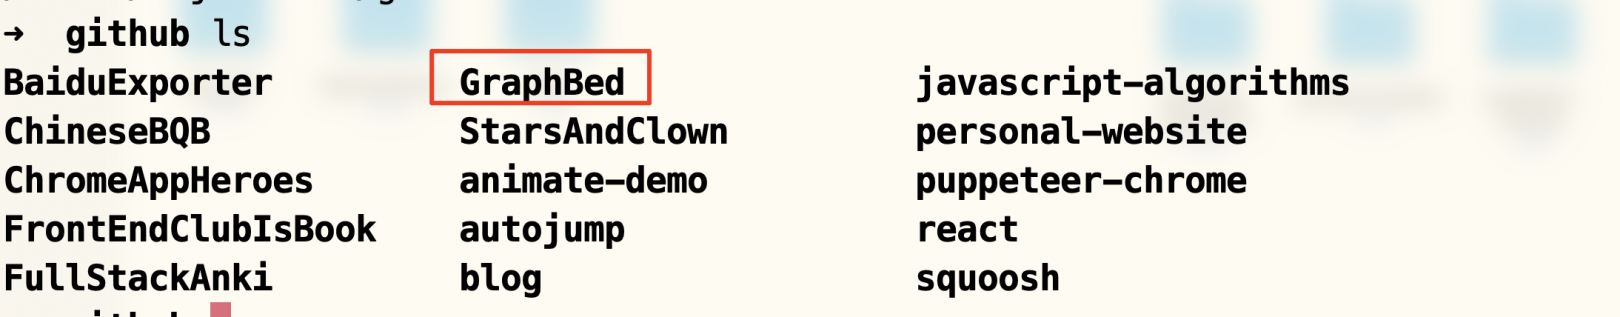 ➜  github ls
BaiduExporter GraphBed javascript-algorithms
ChineseBQB StarsAndClown personal-website
ChromeAppHeroes animate-demo puppeteer-chrome
FrontEndClubIsBook autojump react
FullStackAnki blog squoosh